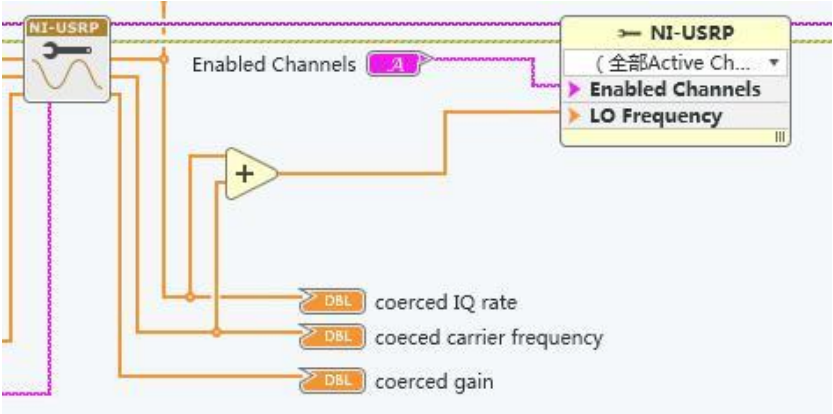 NI-USRP
NI-USRP
Enabled Channels
(全部Active Ch...
Enabled Channels
LO Frequency
+
DBL coerced IQ rate
DBL coeced carrier frequency
DBL coerced gain